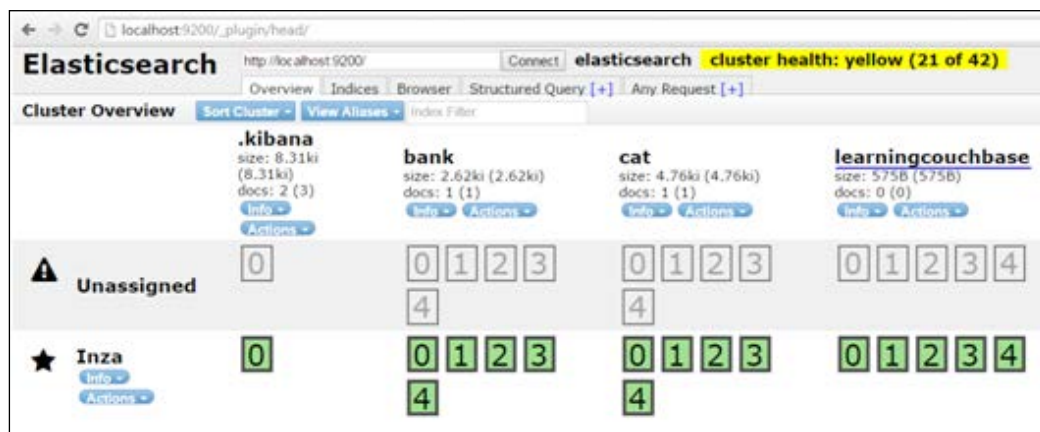 localhost:9200/_plugin/head/
Elasticsearch http://localhost:9200/ Connect elasticsearch cluster health: yellow (21 of 42)
Overview Indices Browser Structured Query [+] Any Request [+]
Cluster Overview Sort Cluster View Aliases Index Filter
.kibana
size: 8.31ki
(8.31ki)
docs: 2 (3)
Info
Actions
bank
size: 2.62ki (2.62ki)
docs: 1 (1)
Info Actions
cat
size: 4.76ki (4.76ki)
docs: 1 (1)
Info Actions
learningcouchbase
size: 575B (575B)
docs: 0 (0)
Info Actions
Unassigned
0
0 1 2 3
4
0 1 2 3
4
0 1 2 3 4
Inza
Info
Actions
0
0 1 2 3
4
0 1 2 3
4
0 1 2 3 4